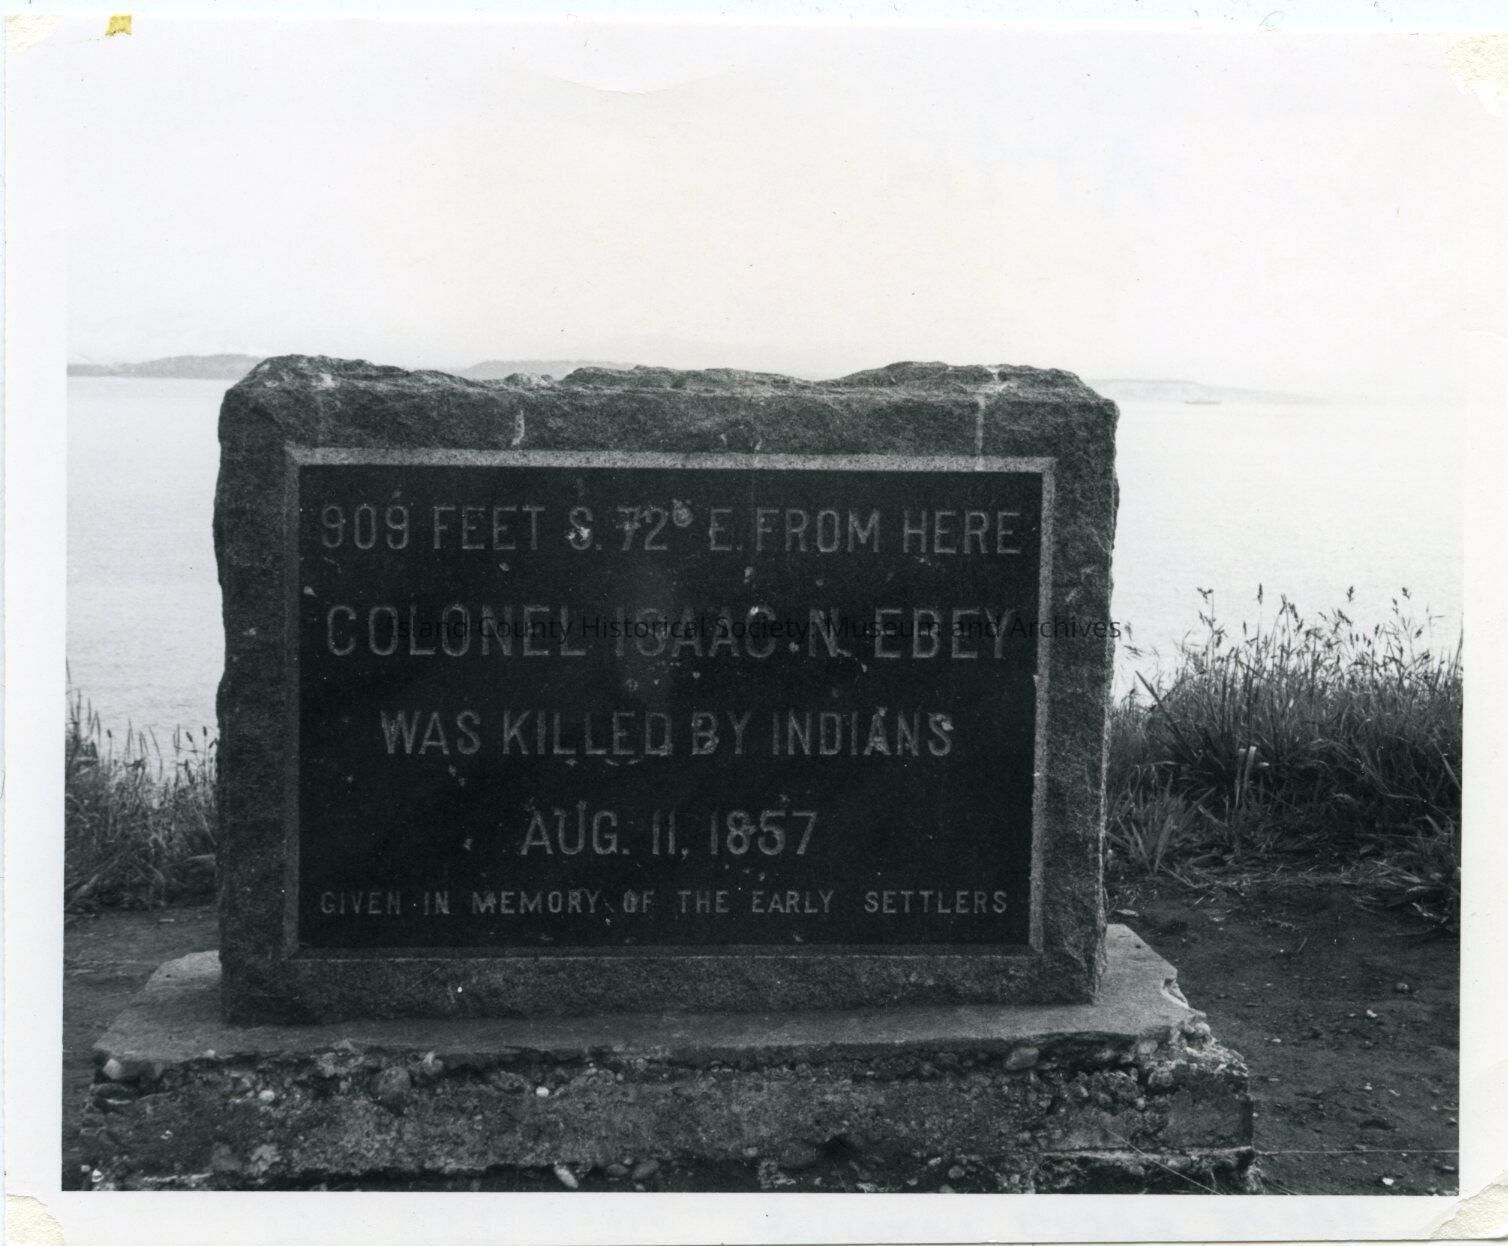 909 FEET S. 72° E. FROM HERE
COLONEL ISAAC N. EBEY
Island County Historical Society, Museum and Archives
WAS KILLED BY INDIANS
AUG. 11, 1857
GIVEN IN MEMORY OF THE EARLY SETTLERS